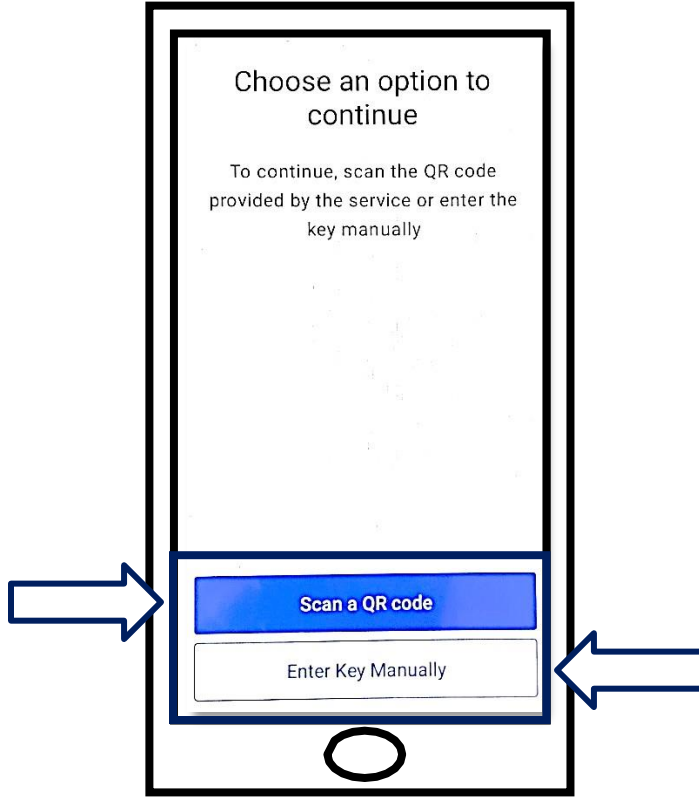 Choose an option to
continue
To continue, scan the QR code
provided by the service or enter the
key manually
Scan a QR code
Enter Key Manually